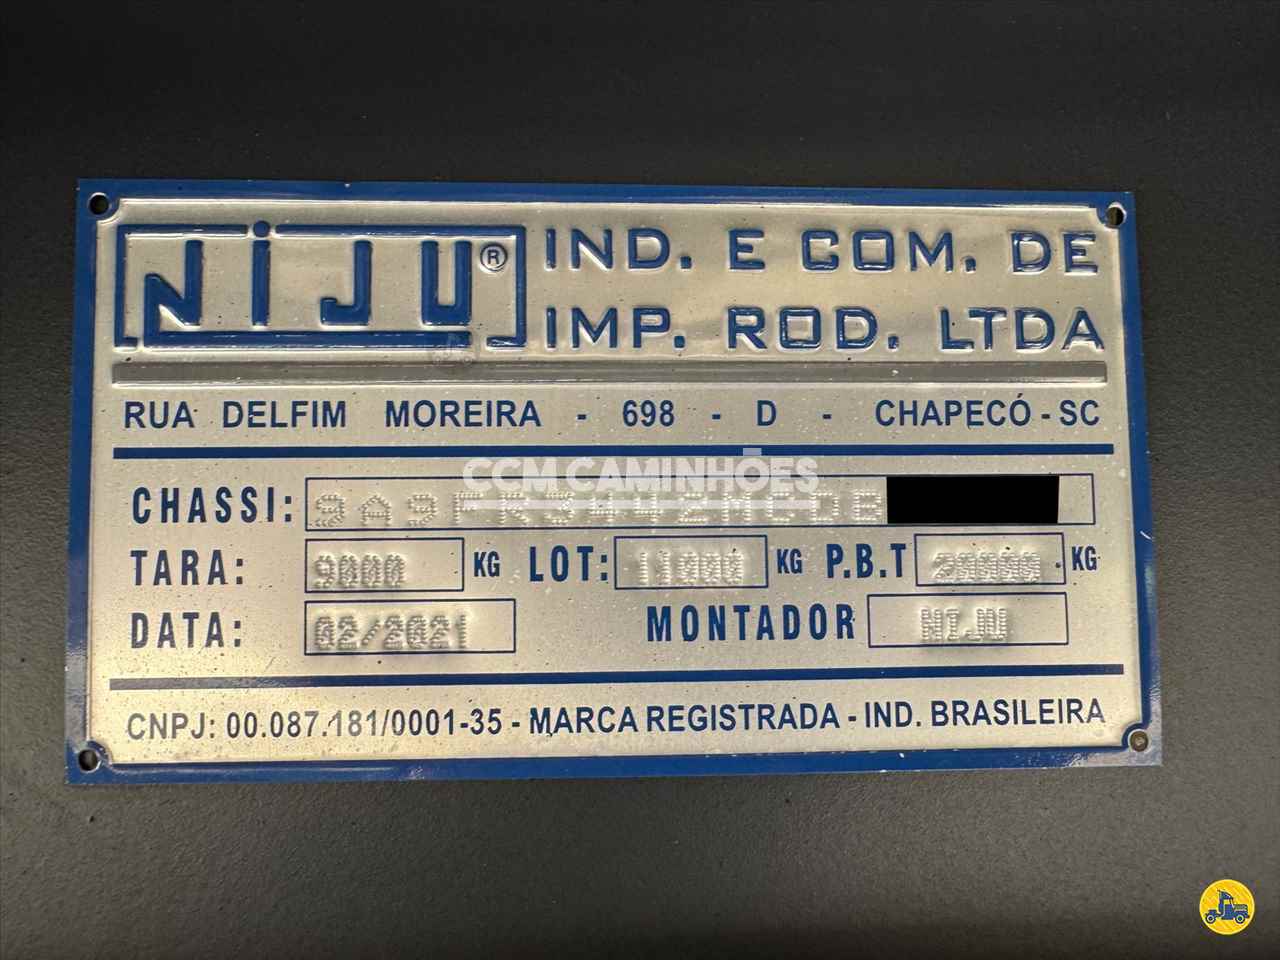 NiJU® IND. E COM. DE
IMP. ROD. LTDA
RUA DELFIM MOREIRA - 698 - D - CHAPECÓ - SC
CCM CAMINHÕES
CHASSI:
TARA: 9000 KG LOT: 11000 KG P.B.T 20000 KG
DATA: 02/2021 MONTADOR NIJU
CNPJ: 00.087.181/0001-35 - MARCA REGISTRADA - IND. BRASILEIRA